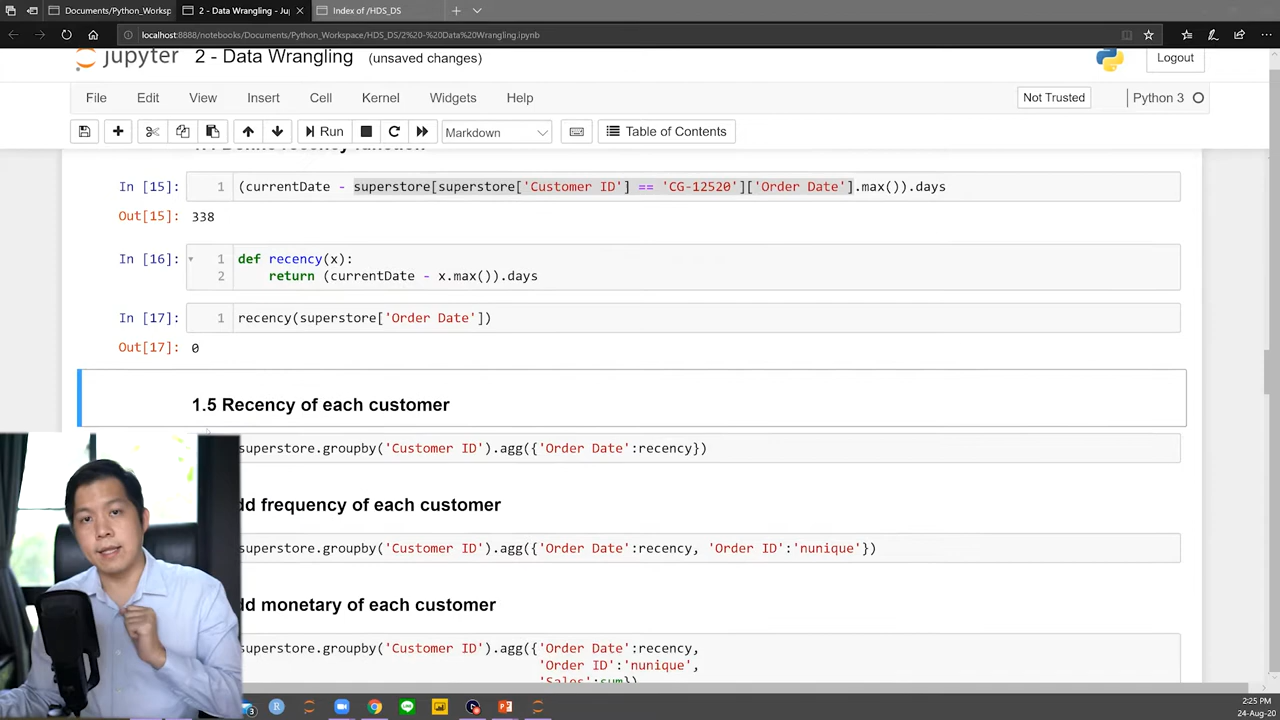 Documents/Python_Worksp
2 - Data Wrangling - Ju
Index of /HDS_DS
localhost:8888/notebooks/Documents/Python_Workspace/HDS_DS/2%20-%20Data%20Wrangling.ipynb
jupyter 2 - Data Wrangling (unsaved changes)
Logout
File Edit View Insert Cell Kernel Widgets Help
Not Trusted
Python 3
Run
Markdown
Table of Contents
1.4 Define recency function
In [15]: 1 (currentDate - superstore[superstore['Customer ID'] == 'CG-12520']['Order Date'].max()).days
Out[15]: 338
In [16]: 1 def recency(x):
2 return (currentDate - x.max()).days
In [17]: 1 recency(superstore['Order Date'])
Out[17]: 0
1.5 Recency of each customer
superstore.groupby('Customer ID').agg({'Order Date':recency})
dd frequency of each customer
superstore.groupby('Customer ID').agg({'Order Date':recency, 'Order ID':'nunique'})
dd monetary of each customer
superstore.groupby('Customer ID').agg({'Order Date':recency,
'Order ID':'nunique',
'Sales':sum})
2:25 PM
24-Aug-20